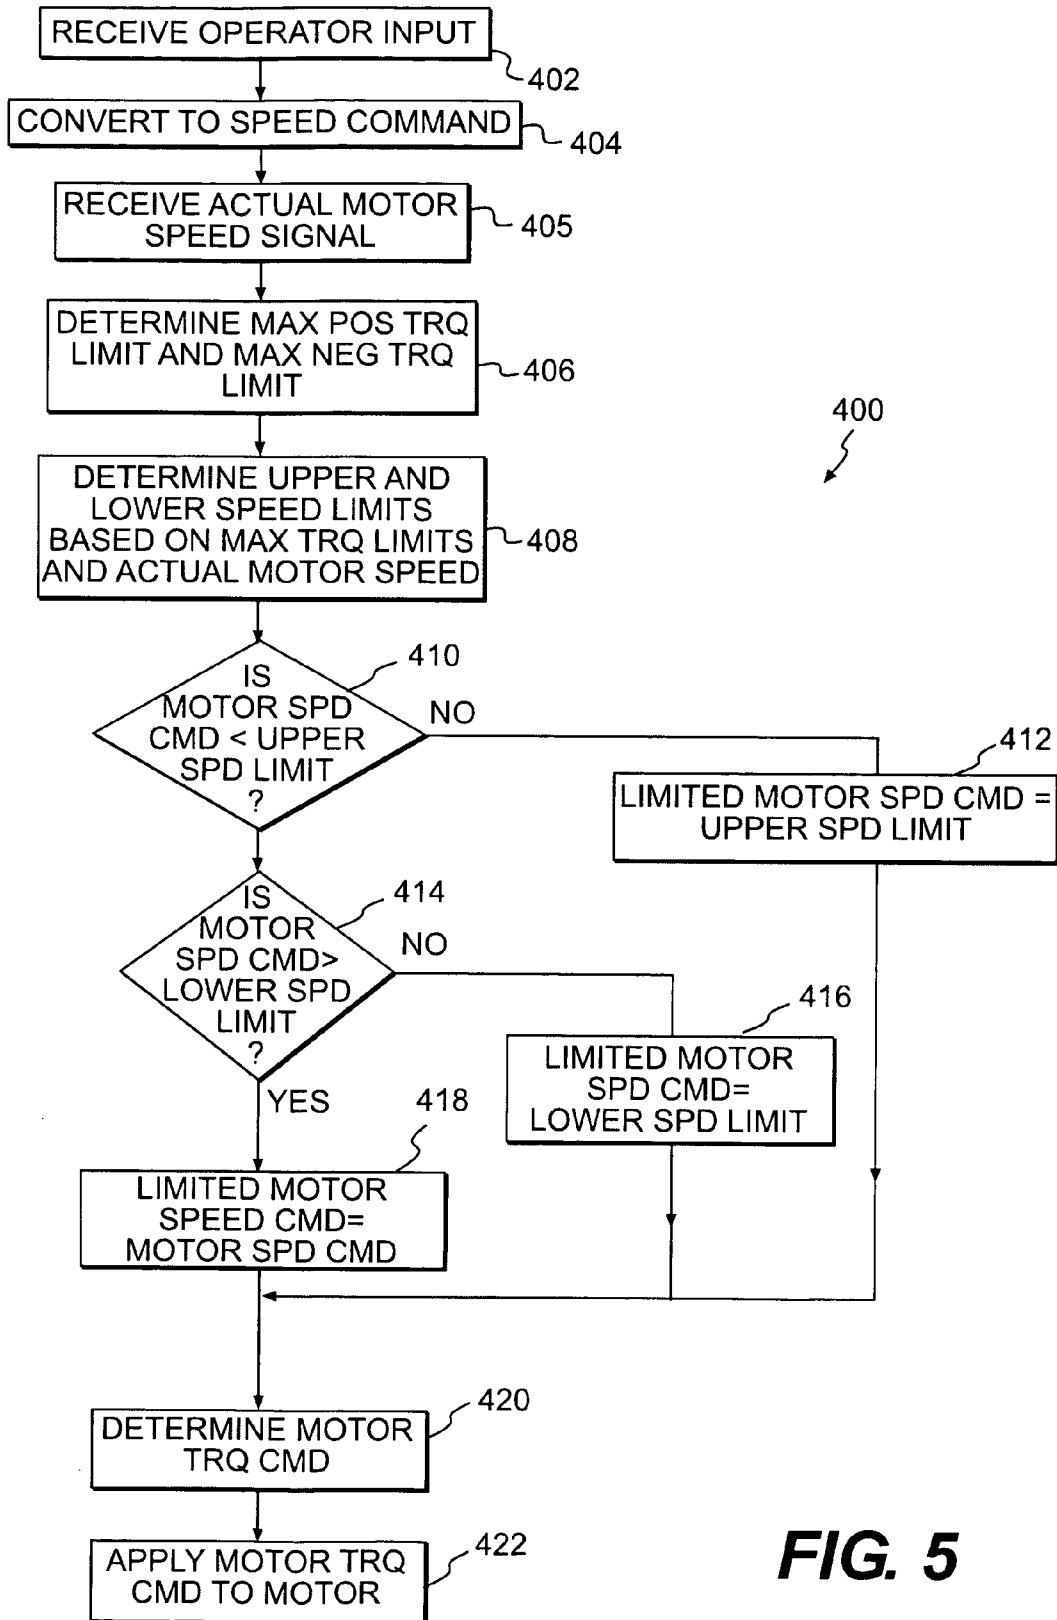 RECEIVE OPERATOR INPUT
402
CONVERT TO SPEED COMMAND
404
RECEIVE ACTUAL MOTOR
SPEED SIGNAL
405
DETERMINE MAX POS TRQ
LIMIT AND MAX NEG TRQ
LIMIT
406
400
DETERMINE UPPER AND
LOWER SPEED LIMITS
BASED ON MAX TRQ LIMITS
AND ACTUAL MOTOR SPEED
408
IS
MOTOR SPD
CMD < UPPER
SPD LIMIT
?
410
NO
412
LIMITED MOTOR SPD CMD =
UPPER SPD LIMIT
IS
MOTOR
SPD CMD>
LOWER SPD
LIMIT
?
414
NO
416
LIMITED MOTOR
SPD CMD=
LOWER SPD LIMIT
YES
418
LIMITED MOTOR
SPEED CMD=
MOTOR SPD CMD
420
DETERMINE MOTOR
TRQ CMD
422
APPLY MOTOR TRQ
CMD TO MOTOR
FIG. 5